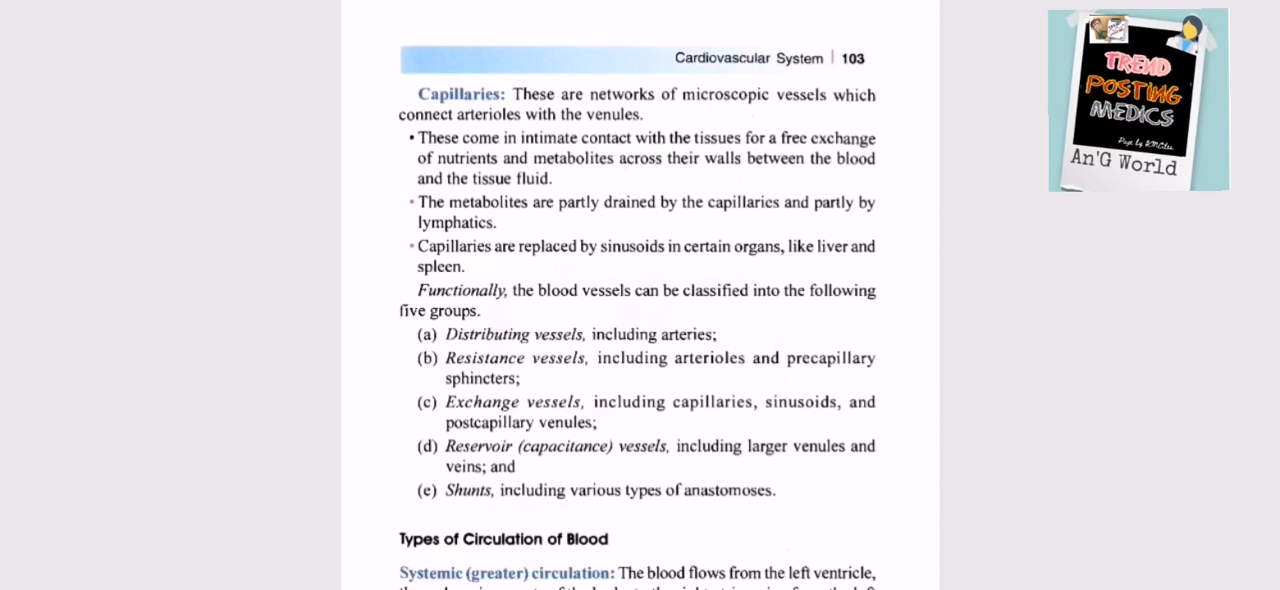 Cardiovascular System | 103
Capillaries: These are networks of microscopic vessels which
connect arterioles with the venules.
• These come in intimate contact with the tissues for a free exchange
of nutrients and metabolites across their walls between the blood
and the tissue fluid.
• The metabolites are partly drained by the capillaries and partly by
lymphatics.
• Capillaries are replaced by sinusoids in certain organs, like liver and
spleen.
Functionally, the blood vessels can be classified into the following
five groups.
(a) Distributing vessels, including arteries;
(b) Resistance vessels, including arterioles and precapillary
sphincters;
(c) Exchange vessels, including capillaries, sinusoids, and
postcapillary venules;
(d) Reservoir (capacitance) vessels, including larger venules and
veins; and
(e) Shunts, including various types of anastomoses.
Types of Circulation of Blood
Systemic (greater) circulation: The blood flows from the left ventricle,
TREND
POSTING
MEDICS
Page by
An'G World